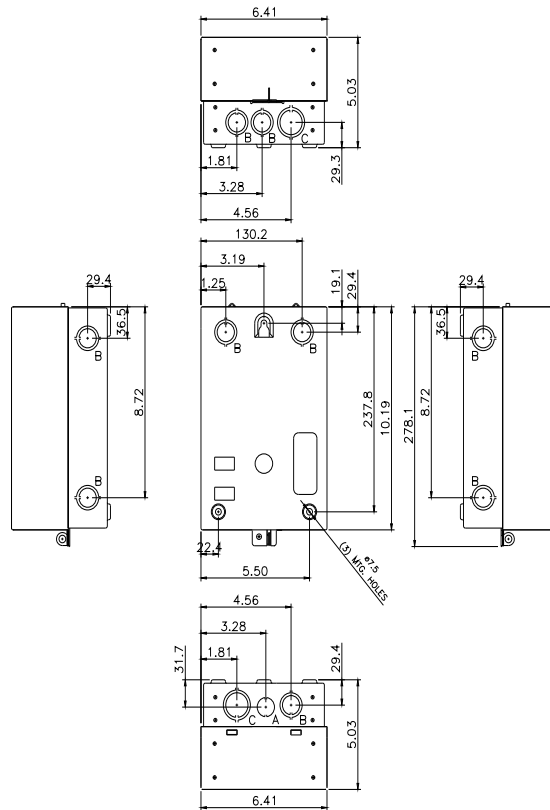 6.41
5.03
B
B
C
29.3
1.81
3.28
4.56
130.2
3.19
1.25
19.1
29.4
29.4
36.5
B
8.72
B
B
B
237.8
10.19
22.4
5.50
ø7.5
(3) MTG. HOLES
29.4
36.5
B
278.1
8.72
B
4.56
3.28
1.81
31.7
29.4
C
A
B
5.03
6.41